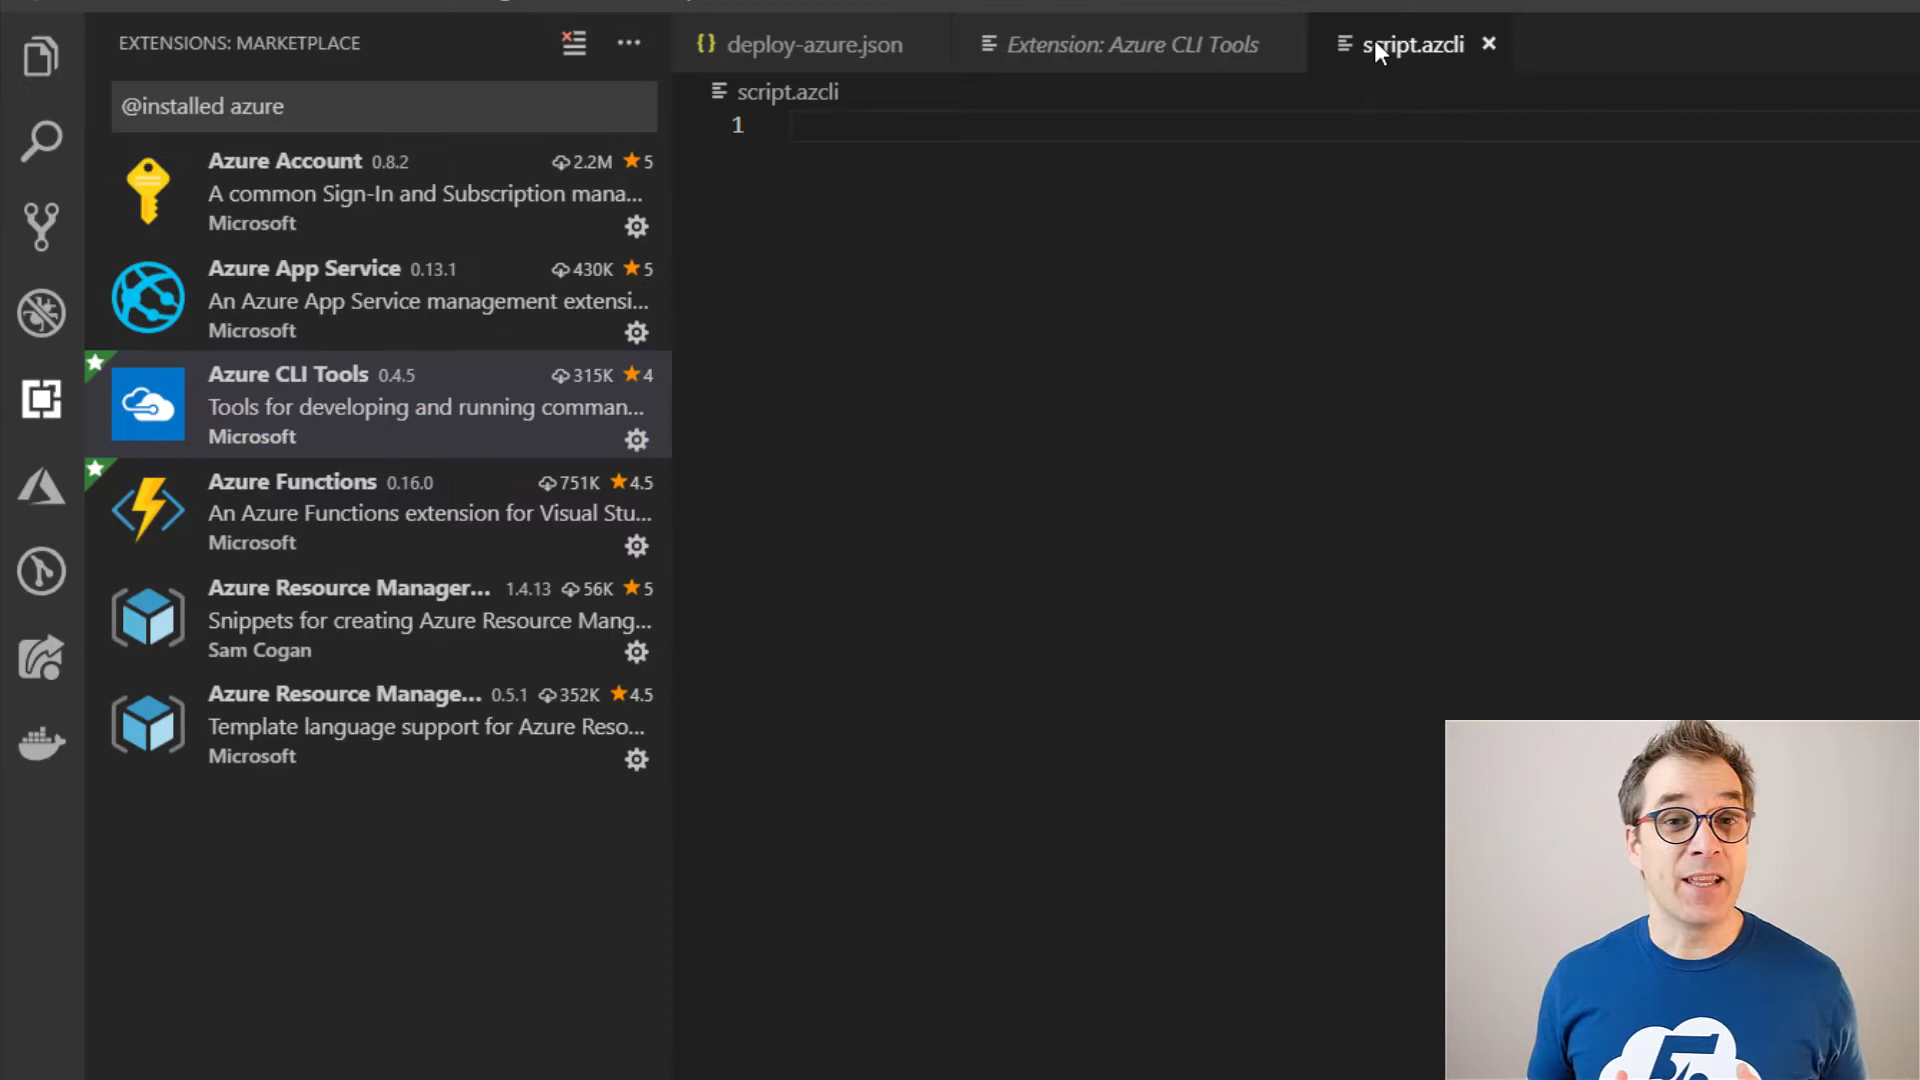 EXTENSIONS: MARKETPLACE
deploy-azure.json
Extension: Azure CLI Tools
script.azcli
@installed azure
script.azcli
1
Azure Account 0.8.2 2.2M 5
A common Sign-In and Subscription mana...
Microsoft
Azure App Service 0.13.1 430K 5
An Azure App Service management extensi...
Microsoft
Azure CLI Tools 0.4.5 315K 4
Tools for developing and running comman...
Microsoft
Azure Functions 0.16.0 751K 4.5
An Azure Functions extension for Visual Stu...
Microsoft
Azure Resource Manager... 1.4.13 56K 5
Snippets for creating Azure Resource Mang...
Sam Cogan
Azure Resource Manage... 0.5.1 352K 4.5
Template language support for Azure Reso...
Microsoft